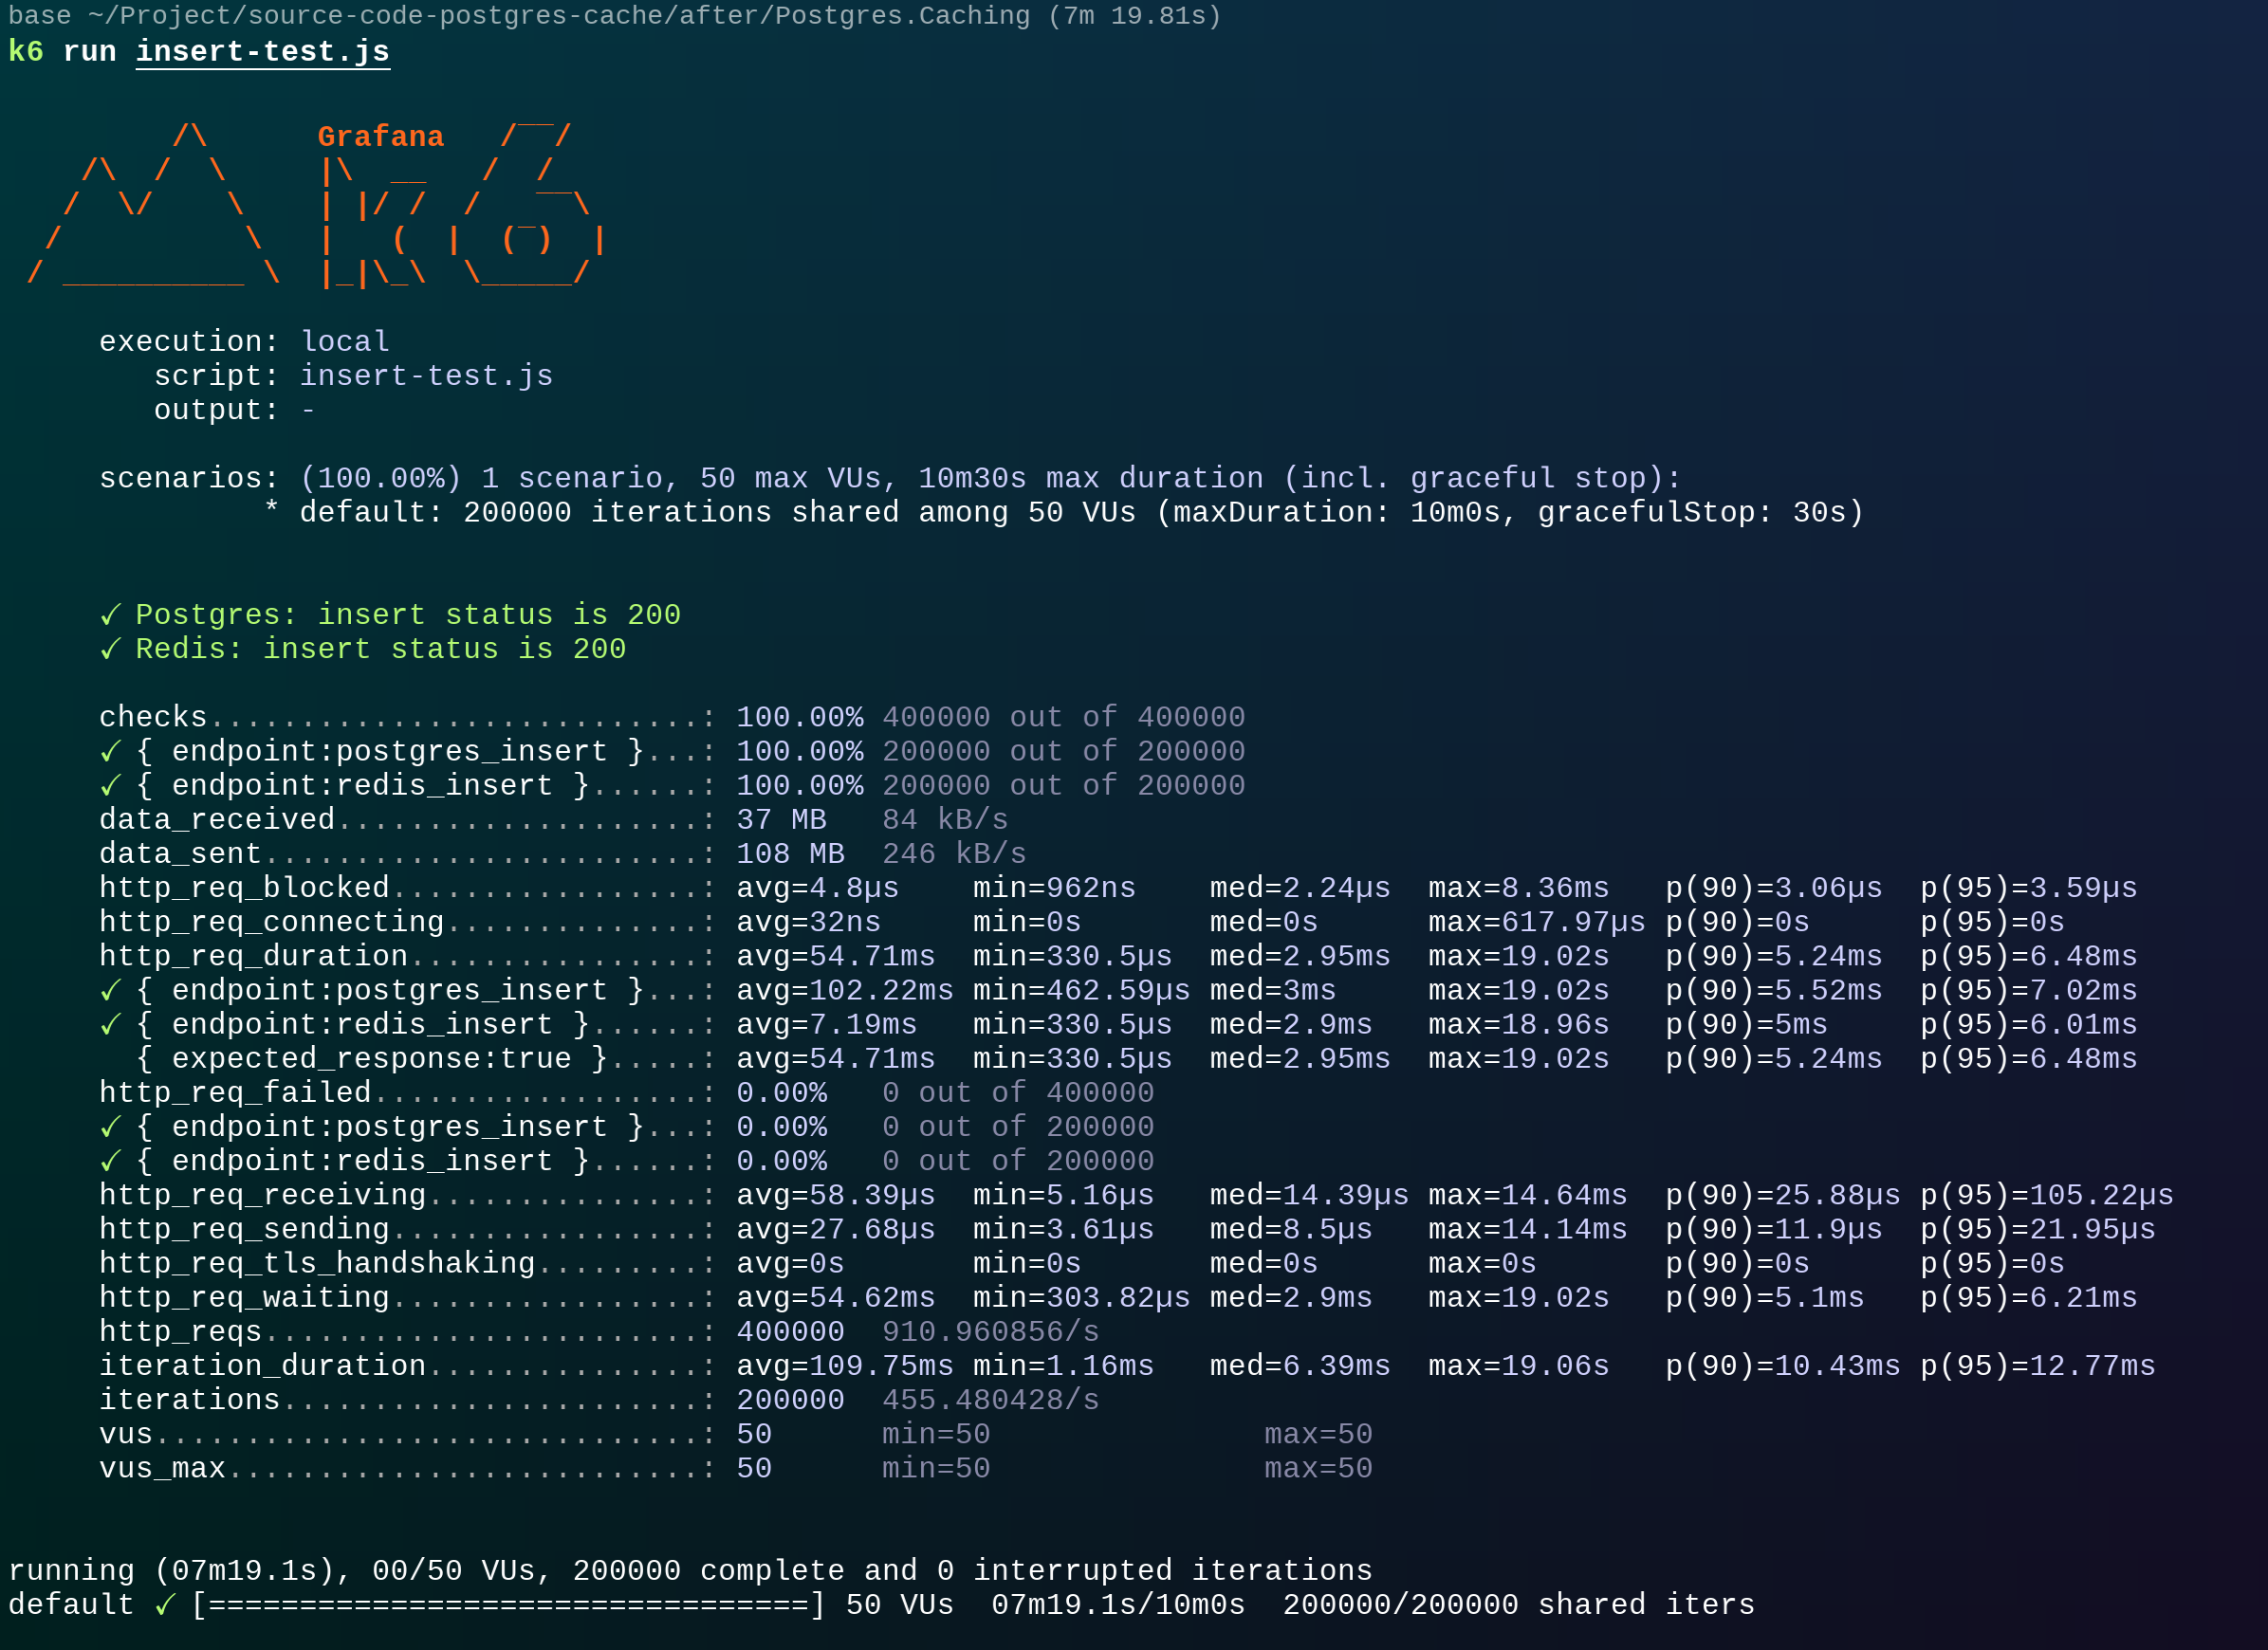 base ~/Project/source-code-postgres-cache/after/Postgres.Caching (7m 19.81s)
k6 run insert-test.js
Grafana
execution: local
script: insert-test.js
output: -
scenarios: (100.00%) 1 scenario, 50 max VUs, 10m30s max duration (incl. graceful stop):
* default: 200000 iterations shared among 50 VUs (maxDuration: 10m0s, gracefulStop: 30s)
✓ Postgres: insert status is 200
✓ Redis: insert status is 200
checks...........................: 100.00% 400000 out of 400000
✓ { endpoint:postgres_insert }...: 100.00% 200000 out of 200000
✓ { endpoint:redis_insert }......: 100.00% 200000 out of 200000
data_received....................: 37 MB 84 kB/s
data_sent........................: 108 MB 246 kB/s
http_req_blocked.................: avg=4.8µs min=962ns med=2.24µs max=8.36ms p(90)=3.06µs p(95)=3.59µs
http_req_connecting..............: avg=32ns min=0s med=0s max=617.97µs p(90)=0s p(95)=0s
http_req_duration................: avg=54.71ms min=330.5µs med=2.95ms max=19.02s p(90)=5.24ms p(95)=6.48ms
✓ { endpoint:postgres_insert }...: avg=102.22ms min=462.59µs med=3ms max=19.02s p(90)=5.52ms p(95)=7.02ms
✓ { endpoint:redis_insert }......: avg=7.19ms min=330.5µs med=2.9ms max=18.96s p(90)=5ms p(95)=6.01ms
{ expected_response:true }.....: avg=54.71ms min=330.5µs med=2.95ms max=19.02s p(90)=5.24ms p(95)=6.48ms
http_req_failed..................: 0.00% 0 out of 400000
✓ { endpoint:postgres_insert }...: 0.00% 0 out of 200000
✓ { endpoint:redis_insert }......: 0.00% 0 out of 200000
http_req_receiving...............: avg=58.39µs min=5.16µs med=14.39µs max=14.64ms p(90)=25.88µs p(95)=105.22µs
http_req_sending.................: avg=27.68µs min=3.61µs med=8.5µs max=14.14ms p(90)=11.9µs p(95)=21.95µs
http_req_tls_handshaking.........: avg=0s min=0s med=0s max=0s p(90)=0s p(95)=0s
http_req_waiting.................: avg=54.62ms min=303.82µs med=2.9ms max=19.02s p(90)=5.1ms p(95)=6.21ms
http_reqs........................: 400000 910.960856/s
iteration_duration...............: avg=109.75ms min=1.16ms med=6.39ms max=19.06s p(90)=10.43ms p(95)=12.77ms
iterations.......................: 200000 455.480428/s
vus..............................: 50 min=50 max=50
vus_max..........................: 50 min=50 max=50
running (07m19.1s), 00/50 VUs, 200000 complete and 0 interrupted iterations
default ✓ [=================================] 50 VUs 07m19.1s/10m0s 200000/200000 shared iters